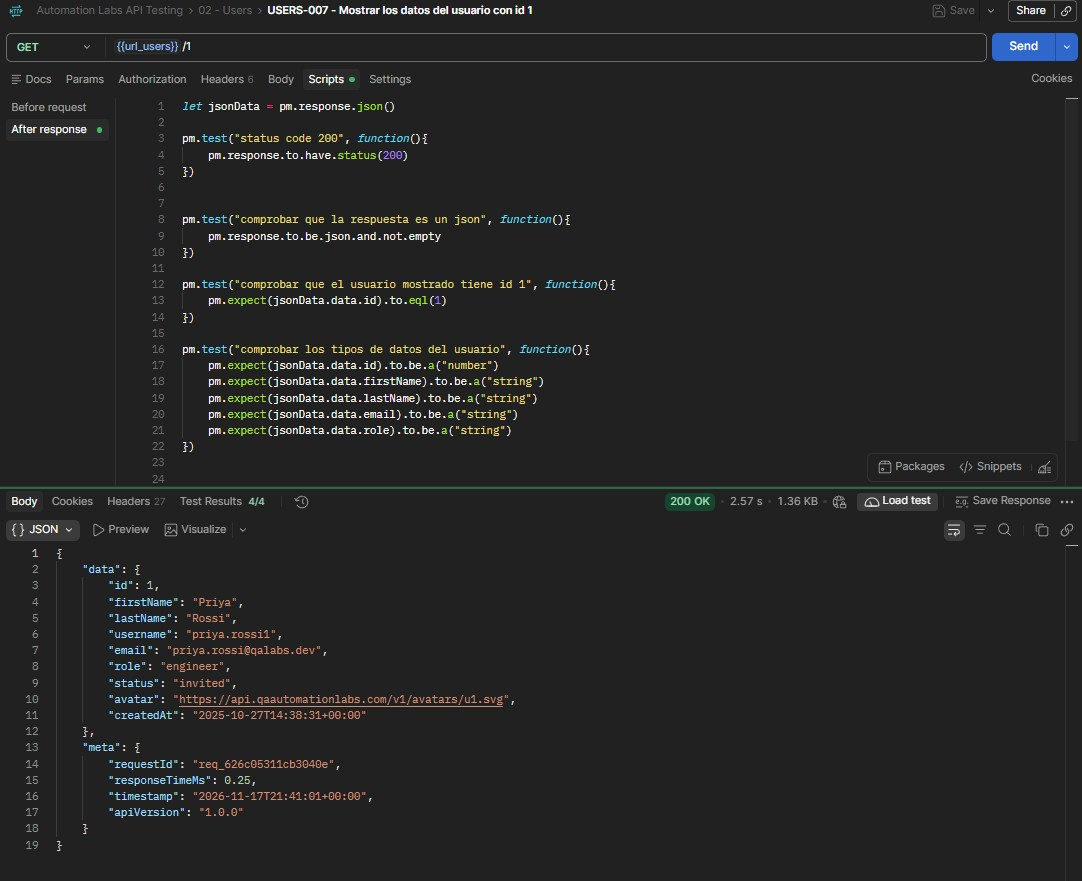 HTTP Automation Labs API Testing > 02 - Users > USERS-007 - Mostrar los datos del usuario con id 1 Save Share
GET {{url_users}} /1 Send
Docs Params Authorization Headers 6 Body Scripts Settings Cookies
Before request
After response
1 let jsonData = pm.response.json()
2
3 pm.test("status code 200", function(){
4 pm.response.to.have.status(200)
5 })
6
7
8 pm.test("comprobar que la respuesta es un json", function(){
9 pm.response.to.be.json.and.not.empty
10 })
11
12 pm.test("comprobar que el usuario mostrado tiene id 1", function(){
13 pm.expect(jsonData.data.id).to.eql(1)
14 })
15
16 pm.test("comprobar los tipos de datos del usuario", function(){
17 pm.expect(jsonData.data.id).to.be.a("number")
18 pm.expect(jsonData.data.firstName).to.be.a("string")
19 pm.expect(jsonData.data.lastName).to.be.a("string")
20 pm.expect(jsonData.data.email).to.be.a("string")
21 pm.expect(jsonData.data.role).to.be.a("string")
22 })
23
24
Packages </> Snippets
Body Cookies Headers 27 Test Results 4/4 200 OK • 2.57 s • 1.36 KB • Load test e.g. Save Response •••
{} JSON Preview Visualize
1 {
2 "data": {
3 "id": 1,
4 "firstName": "Priya",
5 "lastName": "Rossi",
6 "username": "priya.rossi1",
7 "email": "priya.rossi@qalabs.dev",
8 "role": "engineer",
9 "status": "invited",
10 "avatar": "https://api.qaautomationlabs.com/v1/avatars/u1.svg",
11 "createdAt": "2025-10-27T14:38:31+00:00"
12 },
13 "meta": {
14 "requestId": "req_626c05311cb3040e",
15 "responseTimeMs": 0.25,
16 "timestamp": "2026-11-17T21:41:01+00:00",
17 "apiVersion": "1.0.0"
18 }
19 }